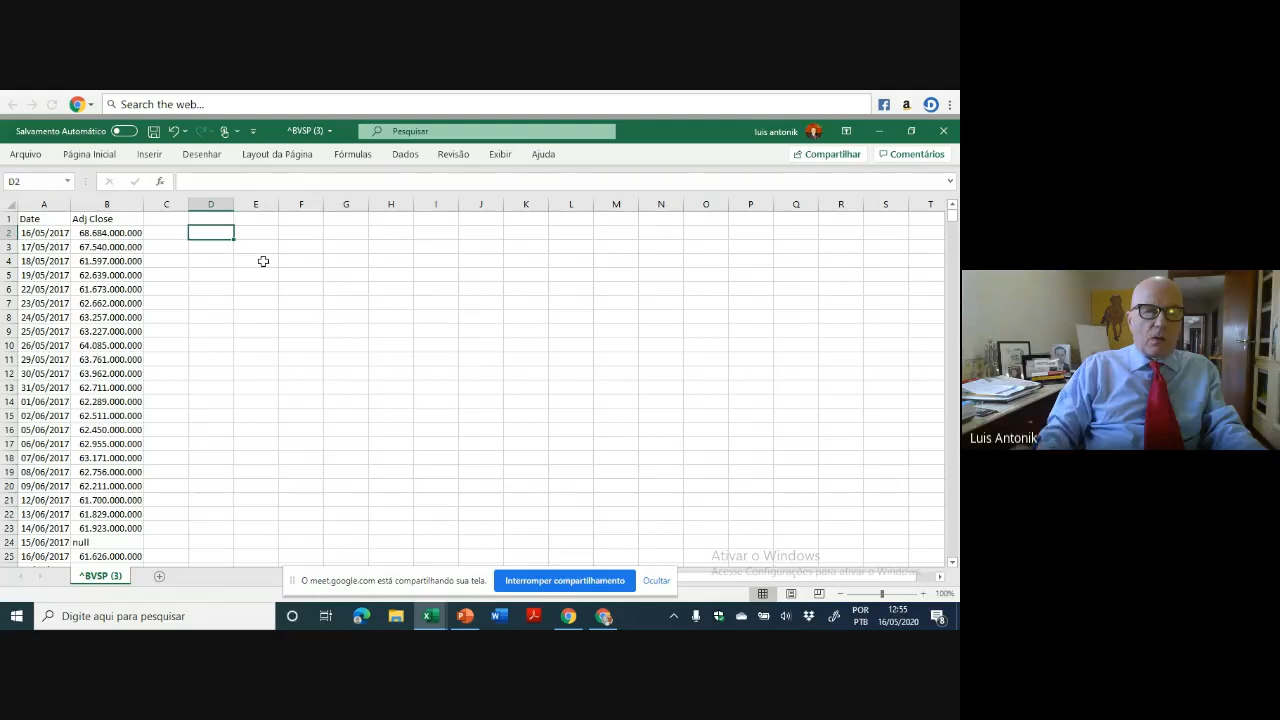 Search the web...
Salvamento Automático
^BVSP (3)
Pesquisar
luis antonik
Arquivo Página Inicial Inserir Desenhar Layout da Página Fórmulas Dados Revisão Exibir Ajuda Compartilhar Comentários
D2 fx
A B C D E F G H I J K L M N O P Q R S T
1 Date Adj Close
2 16/05/2017 68.684.000.000
3 17/05/2017 67.540.000.000
4 18/05/2017 61.597.000.000
5 19/05/2017 62.639.000.000
6 22/05/2017 61.673.000.000
7 23/05/2017 62.662.000.000
8 24/05/2017 63.257.000.000
9 25/05/2017 63.227.000.000
10 26/05/2017 64.085.000.000
11 29/05/2017 63.761.000.000
12 30/05/2017 63.962.000.000
13 31/05/2017 62.711.000.000
14 01/06/2017 62.289.000.000
15 02/06/2017 62.511.000.000
16 05/06/2017 62.450.000.000
17 06/06/2017 62.955.000.000
18 07/06/2017 63.171.000.000
19 08/06/2017 62.756.000.000
20 09/06/2017 62.211.000.000
21 12/06/2017 61.700.000.000
22 13/06/2017 61.829.000.000
23 14/06/2017 61.923.000.000
24 15/06/2017 null
25 16/06/2017 61.626.000.000
Luis Antonik
Ativar o Windows
Acesse Configurações para ativar o Windows.
^BVSP (3)
O meet.google.com está compartilhando sua tela. Interromper compartilhamento Ocultar
100%
Digite aqui para pesquisar
POR
PTB
12:55
16/05/2020
8